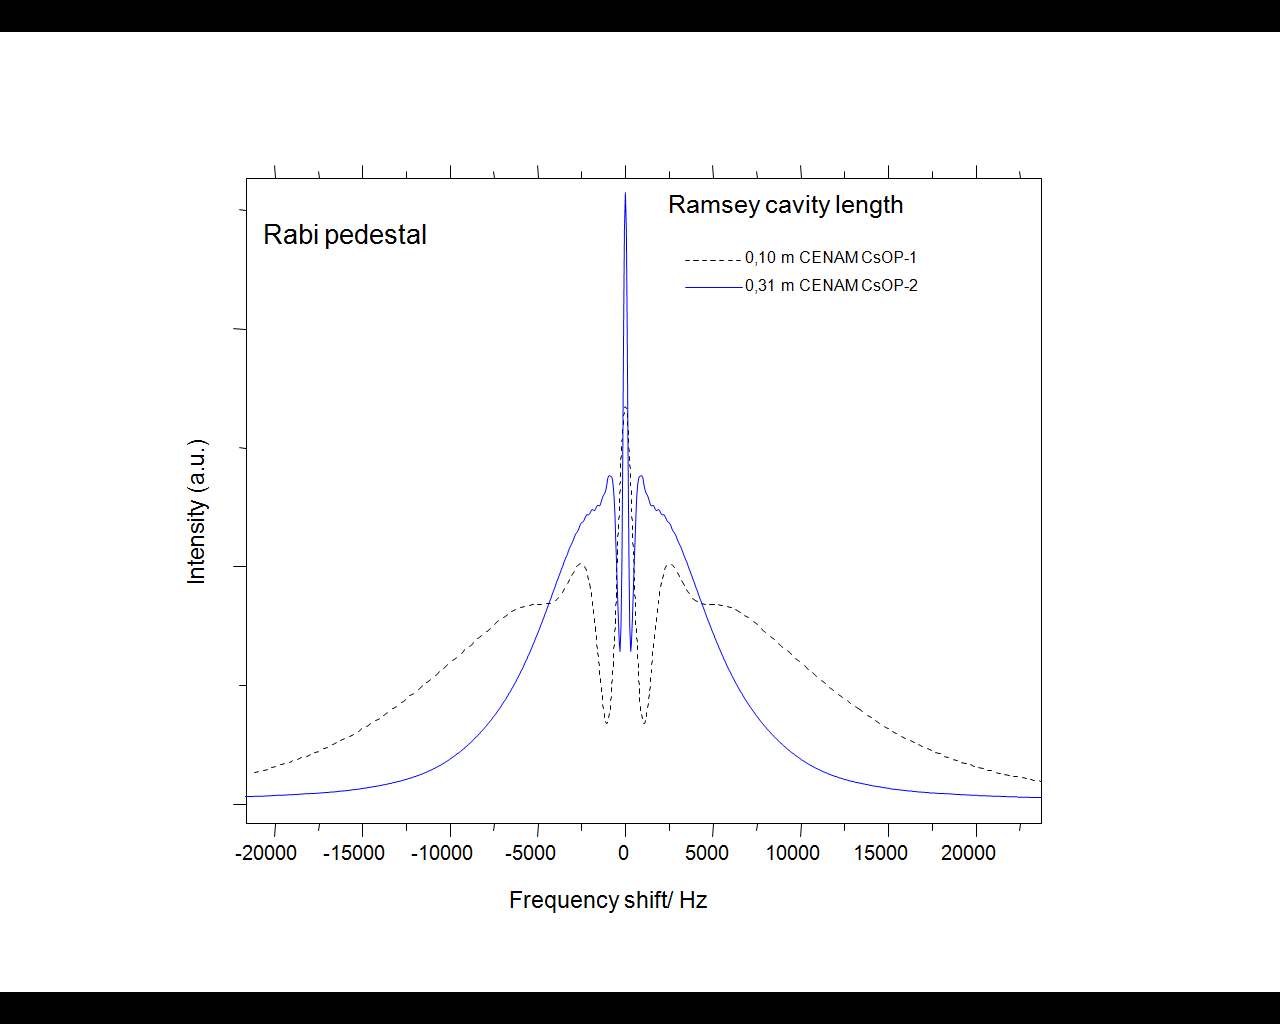 Ramsey cavity length
Rabi pedestal
0,10 m CENAM CsOP-1
0,31 m CENAM CsOP-2
Intensity (a.u.)
-20000 -15000 -10000 -5000 0 5000 10000 15000 20000
Frequency shift/ Hz